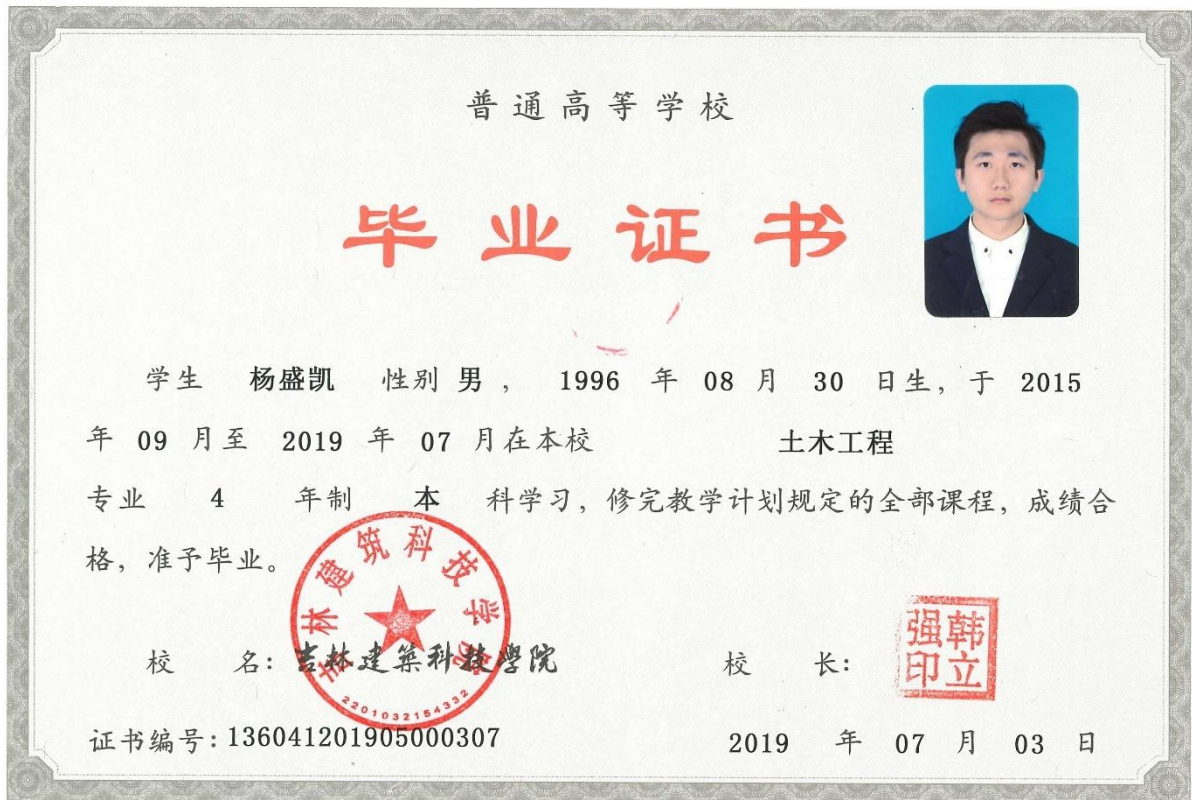 普通高等学校
毕业证书
学生 杨盛凯 性别 男 ， 1996 年 08 月 30 日生，于 2015
年 09 月至 2019 年 07 月在本校 土木工程
专业 4 年制 本 科学习，修完教学计划规定的全部课程，成绩合
格，准予毕业。
吉林建筑科技学院
2201032154332
校 名：吉林建築科技學院
校 长：
韩立强印
证书编号：136041201905000307
2019 年 07 月 03 日